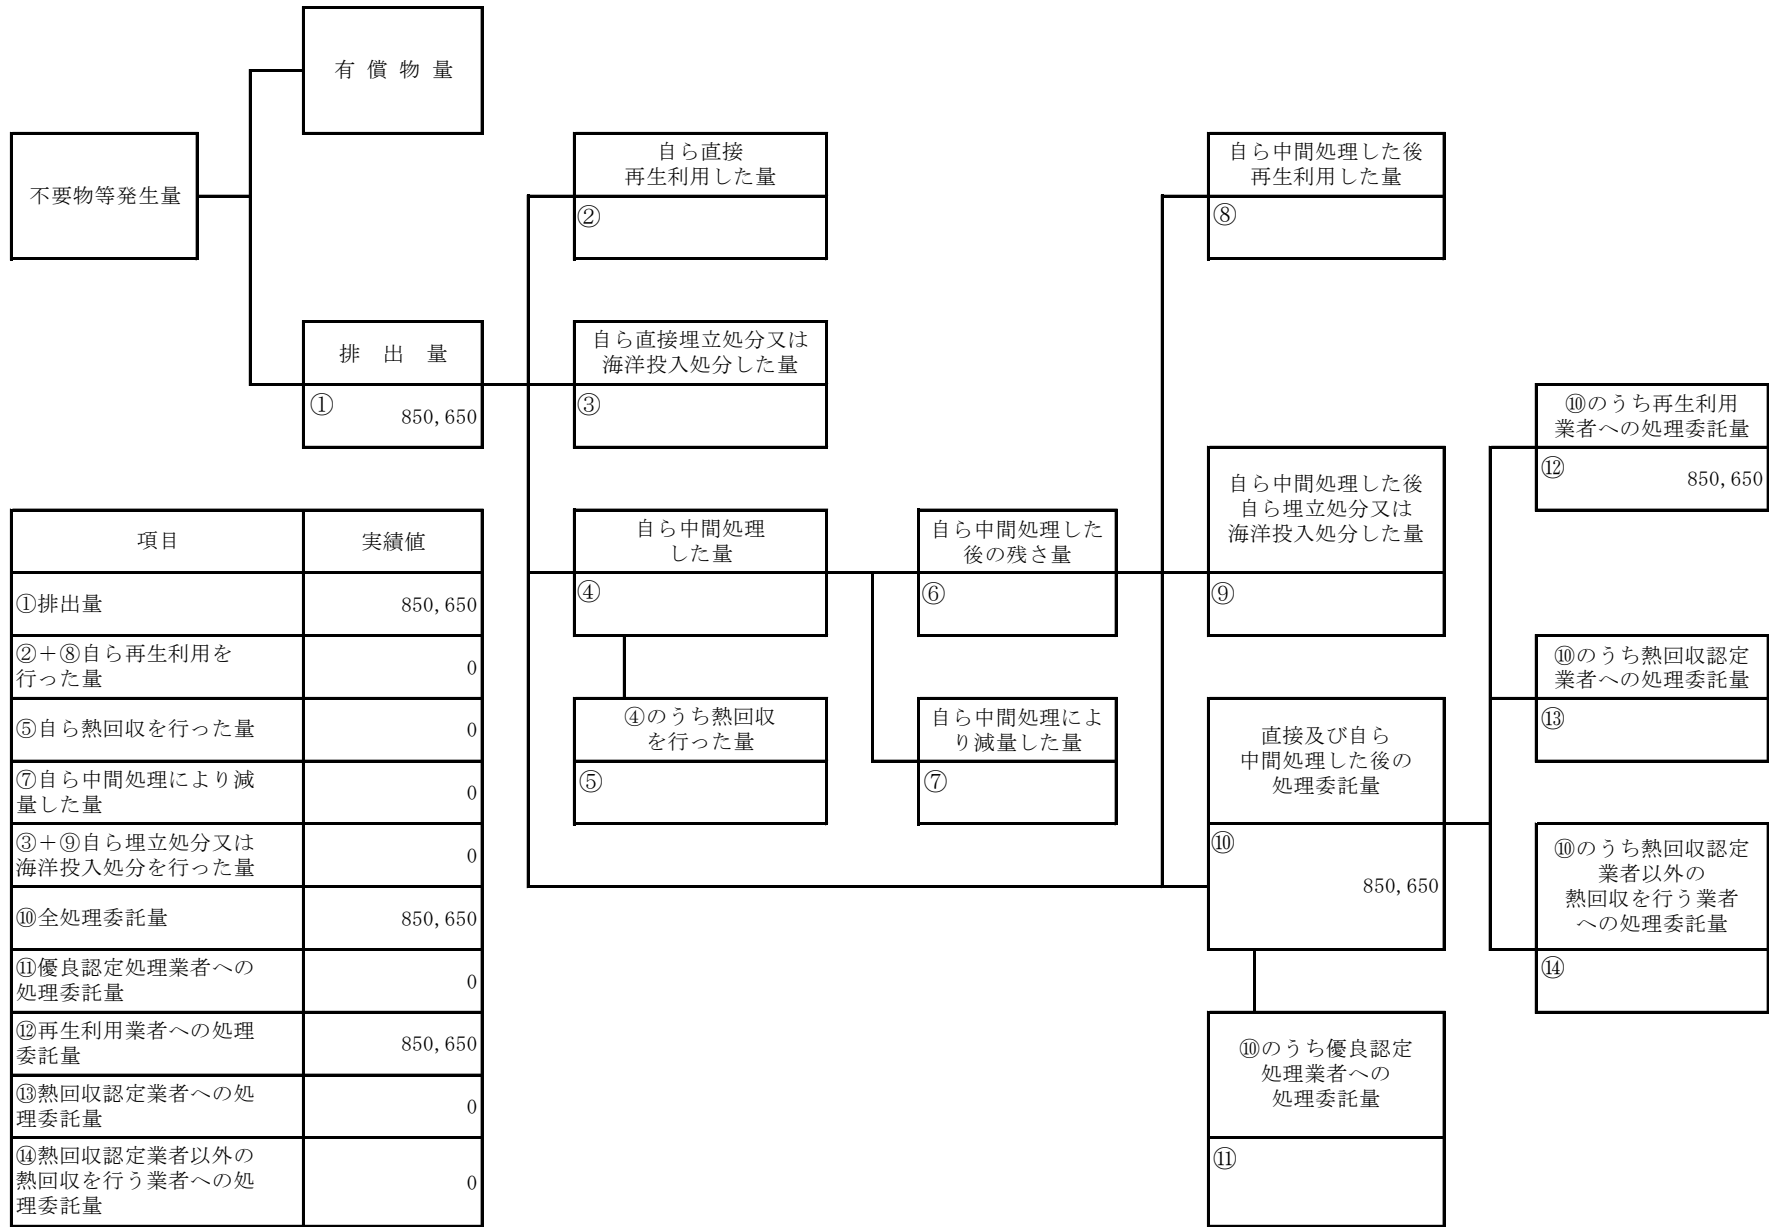 有 償 物 量
不要物等発生量
自ら直接
再生利用した量
②
自ら中間処理した後
再生利用した量
⑧
排 出 量
① 850,650
自ら直接埋立処分又は
海洋投入処分した量
③
⑩のうち再生利用
業者への処理委託量
⑫ 850,650
自ら中間処理した後
自ら埋立処分又は
海洋投入処分した量
⑨
自ら中間処理
した量
④
自ら中間処理した
後の残さ量
⑥
④のうち熱回収
を行った量
⑤
自ら中間処理によ
り減量した量
⑦
直接及び自ら
中間処理した後の
処理委託量
⑩
850,650
⑩のうち熱回収認定
業者への処理委託量
⑬
⑩のうち熱回収認定
業者以外の
熱回収を行う業者
への処理委託量
⑭
⑩のうち優良認定
処理業者への
処理委託量
⑪
項目 実績値
①排出量 850,650
②+⑧自ら再生利用を
行った量 0
⑤自ら熱回収を行った量 0
⑦自ら中間処理により減
量した量 0
③+⑨自ら埋立処分又は
海洋投入処分を行った量 0
⑩全処理委託量 850,650
⑪優良認定処理業者への
処理委託量 0
⑫再生利用業者への処理
委託量 850,650
⑬熱回収認定業者への処
理委託量 0
⑭熱回収認定業者以外の
熱回収を行う業者への処
理委託量 0